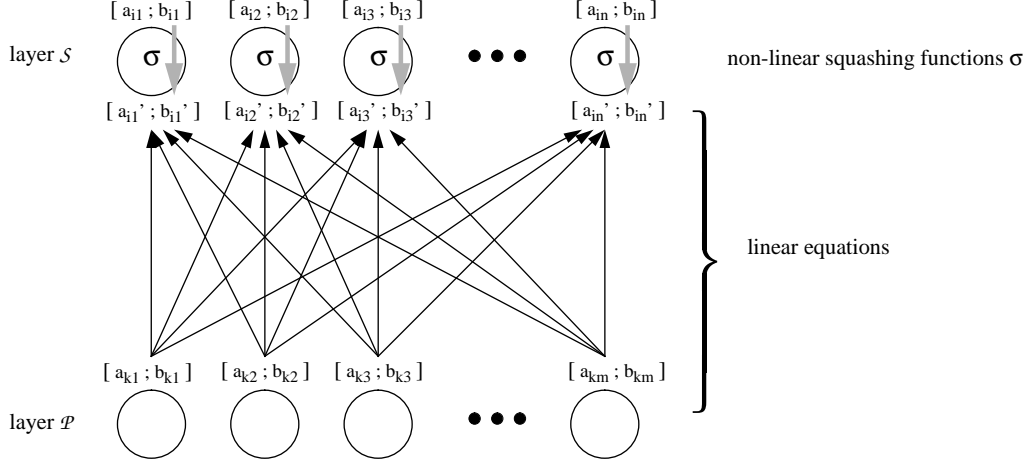 [ a_i1 ; b_i1 ] [ a_i2 ; b_i2 ] [ a_i3 ; b_i3 ] [ a_in ; b_in ]
layer S σ σ σ σ non-linear squashing functions σ
[ a_i1' ; b_i1' ] [ a_i2' ; b_i2' ] [ a_i3' ; b_i3' ] [ a_in' ; b_in' ]
linear equations
[ a_k1 ; b_k1 ] [ a_k2 ; b_k2 ] [ a_k3 ; b_k3 ] [ a_km ; b_km ]
layer P